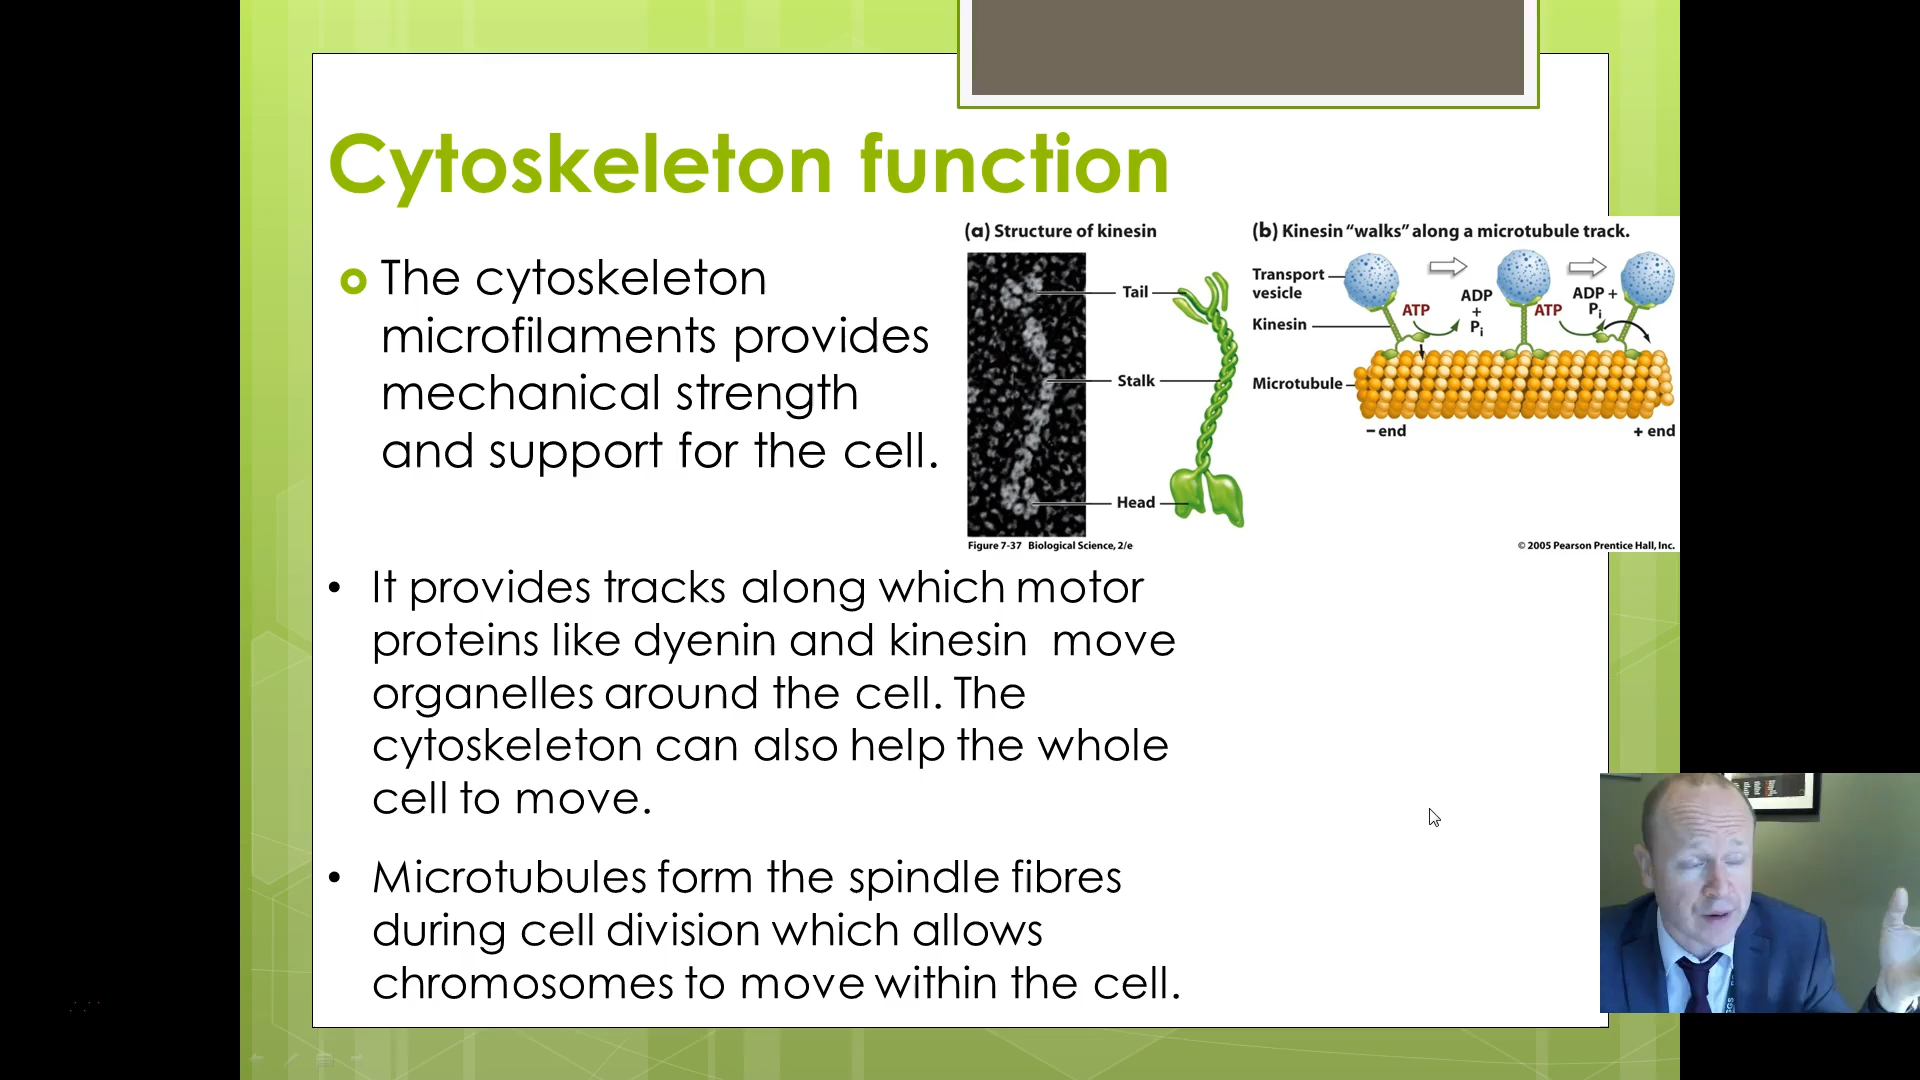 Cytoskeleton function
The cytoskeleton
microfilaments provides
mechanical strength
and support for the cell.
(a) Structure of kinesin
Tail
Stalk
Head
Figure 7-37 Biological Science, 2/e
(b) Kinesin “walks” along a microtubule track.
Transport
vesicle
Kinesin
Microtubule
ATP
ADP
+
Pi
ATP
ADP +
Pi
– end
+ end
© 2005 Pearson Prentice Hall, Inc.
• It provides tracks along which motor
proteins like dyenin and kinesin move
organelles around the cell. The
cytoskeleton can also help the whole
cell to move.
• Microtubules form the spindle fibres
during cell division which allows
chromosomes to move within the cell.